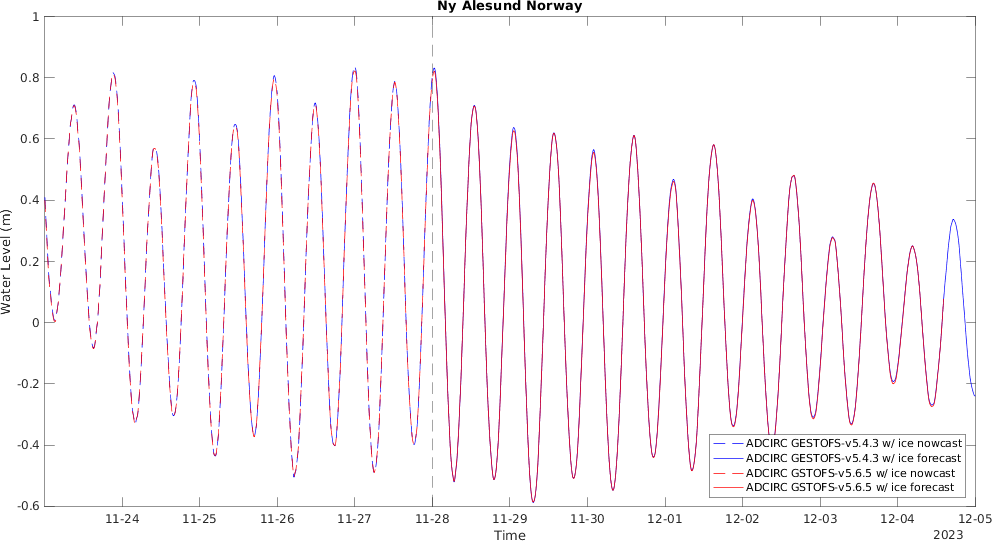 Ny Alesund Norway
1
0.8
0.6
0.4
0.2
0
-0.2
-0.4
-0.6
Water Level (m)
ADCIRC GESTOFS-v5.4.3 w/ ice nowcast
ADCIRC GESTOFS-v5.4.3 w/ ice forecast
ADCIRC GSTOFS-v5.6.5 w/ ice nowcast
ADCIRC GSTOFS-v5.6.5 w/ ice forecast
11-24 11-25 11-26 11-27 11-28 11-29 11-30 12-01 12-02 12-03 12-04 12-05
Time
2023